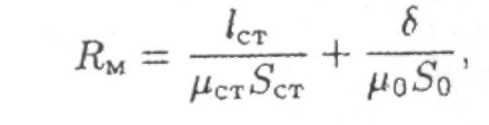 R_м = l_ст / (μ_ст S_ст) + δ / (μ_0 S_0),